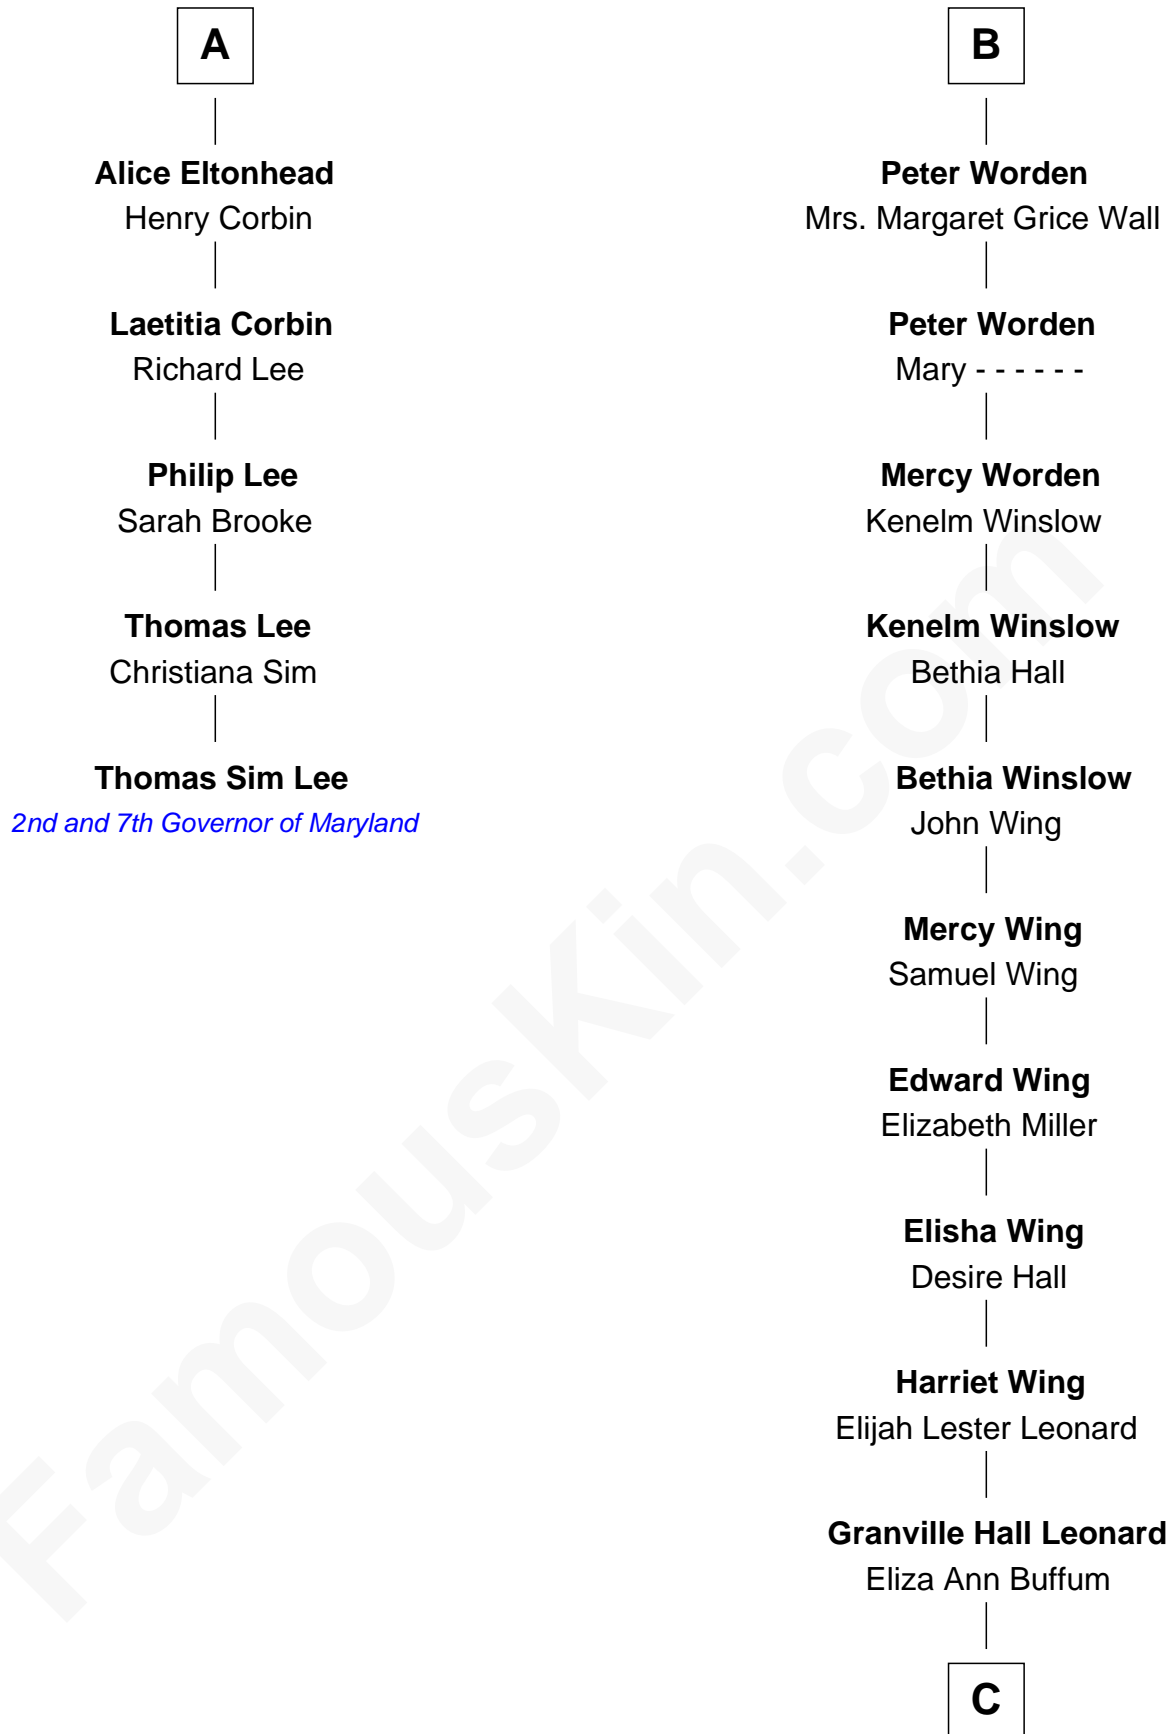 A
Alice Eltonhead
Henry Corbin
Laetitia Corbin
Richard Lee
Philip Lee
Sarah Brooke
Thomas Lee
Christiana Sim
Thomas Sim Lee
2nd and 7th Governor of Maryland
B
Peter Worden
Mrs. Margaret Grice Wall
Peter Worden
Mary - - - - - -
Mercy Worden
Kenelm Winslow
Kenelm Winslow
Bethia Hall
Bethia Winslow
John Wing
Mercy Wing
Samuel Wing
Edward Wing
Elizabeth Miller
Elisha Wing
Desire Hall
Harriet Wing
Elijah Lester Leonard
Granville Hall Leonard
Eliza Ann Buffum
C
FamousKin.com